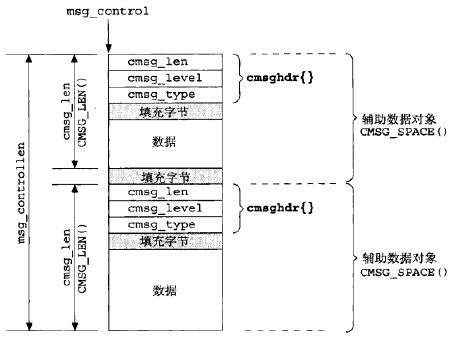 msg_control
cmsg_len
cmsg_level
cmsg_type
填充字节
数据
填充字节
cmsg_len
cmsg_level
cmsg_type
填充字节
数据
cmsghdr{}
cmsghdr{}
辅助数据对象
CMSG_SPACE()
辅助数据对象
CMSG_SPACE()
msg_controllen
cmsg_len
CMSG_LEN()
cmsg_len
CMSG_LEN()